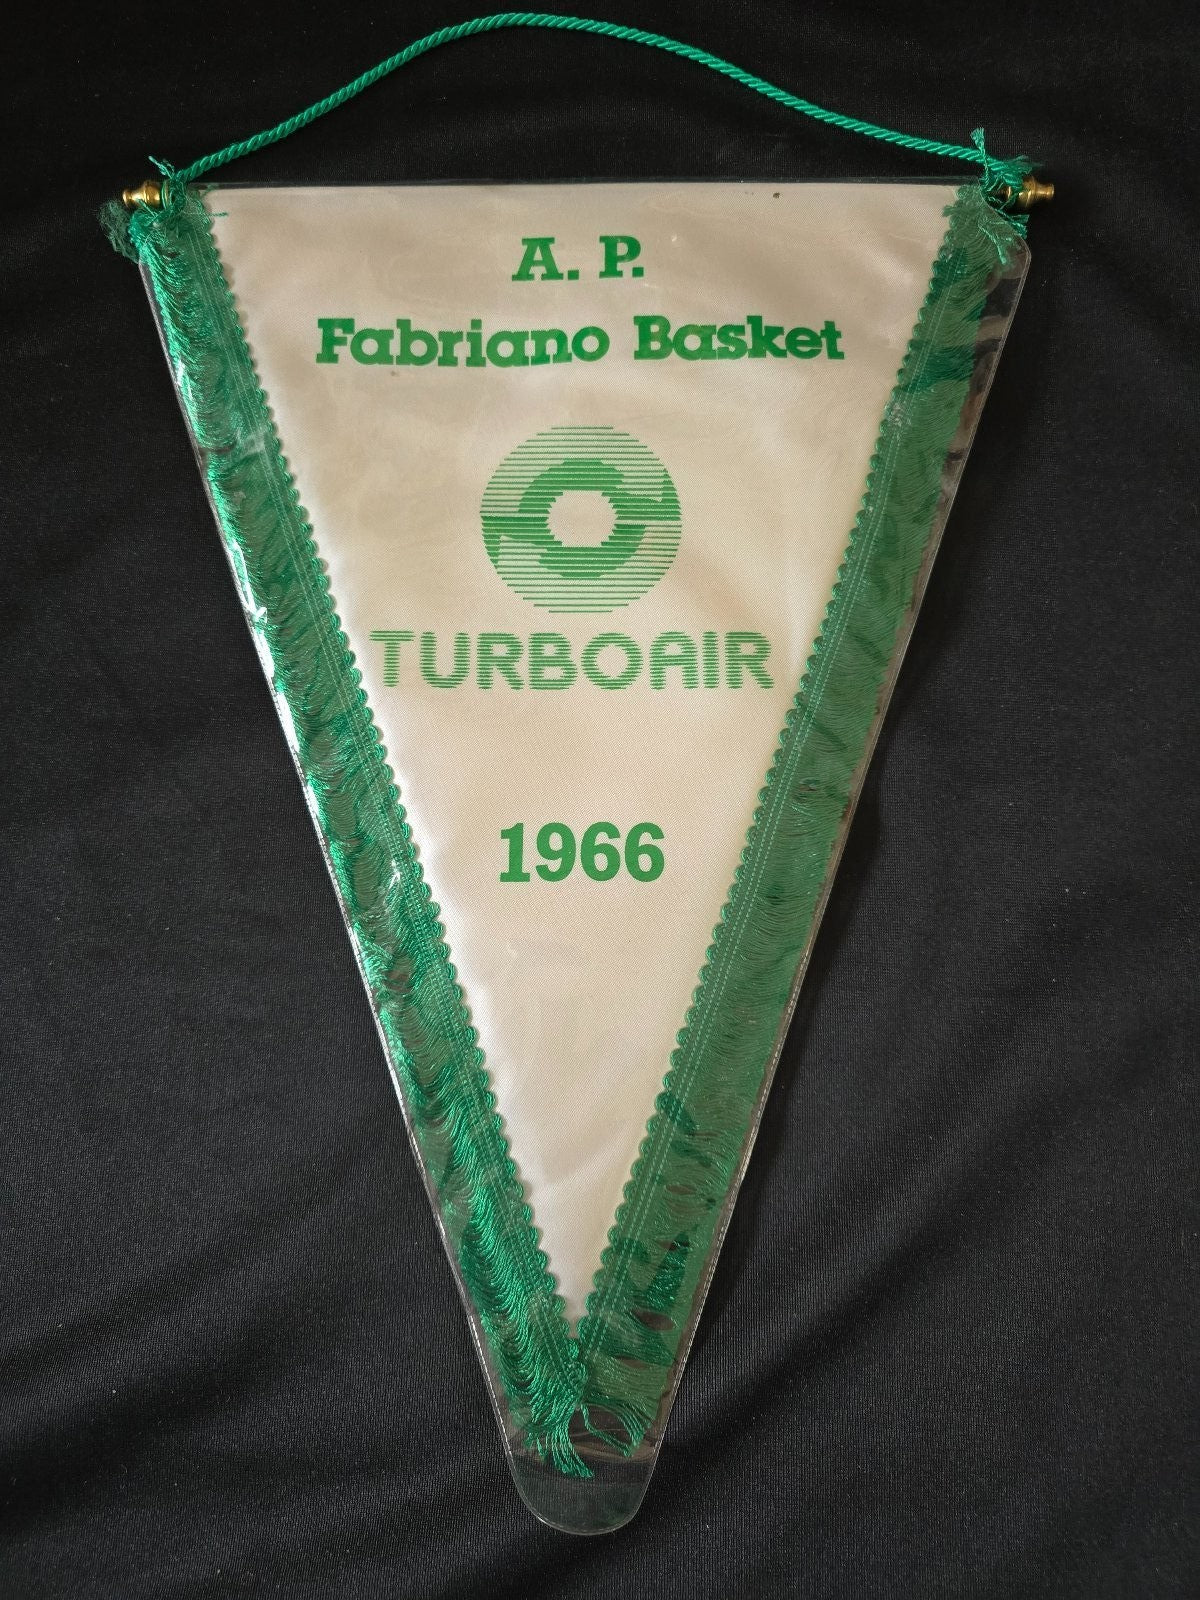 A. P.
Fabriano Basket
TURBOAIR
1966